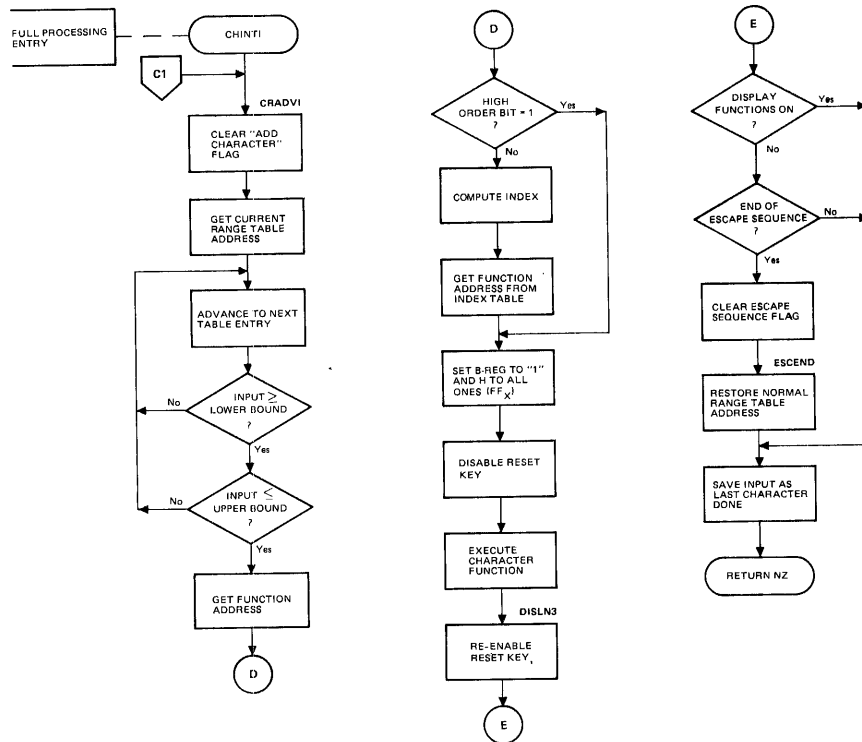 FULL PROCESSING
ENTRY
CHINTI
C1
CRADVI
CLEAR "ADD
CHARACTER"
FLAG
GET CURRENT
RANGE TABLE
ADDRESS
ADVANCE TO NEXT
TABLE ENTRY
INPUT ≥
LOWER BOUND
?
No
Yes
INPUT ≤
UPPER BOUND
?
No
Yes
GET FUNCTION
ADDRESS
D
D
HIGH
ORDER BIT = 1
?
Yes
No
COMPUTE INDEX
GET FUNCTION
ADDRESS FROM
INDEX TABLE
SET B-REG TO "1"
AND H TO ALL
ONES (FFX)
DISABLE RESET
KEY
EXECUTE
CHARACTER
FUNCTION
DISLN3
RE-ENABLE
RESET KEY
E
E
DISPLAY
FUNCTIONS ON
?
Yes
No
END OF
ESCAPE SEQUENCE
?
No
Yes
CLEAR ESCAPE
SEQUENCE FLAG
ESCEND
RESTORE NORMAL
RANGE TABLE
ADDRESS
SAVE INPUT AS
LAST CHARACTER
DONE
RETURN NZ